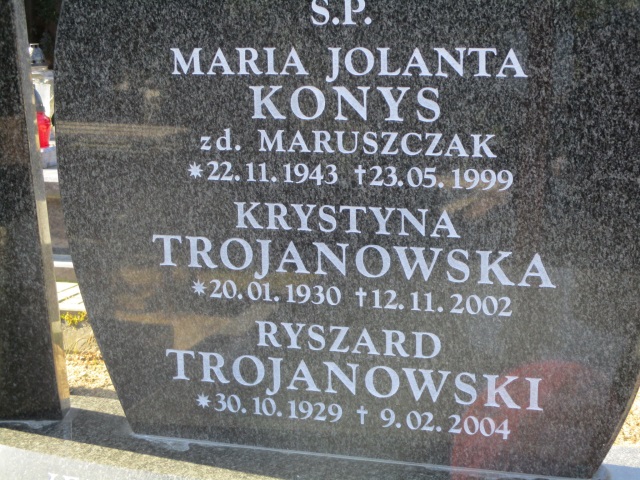 S.P.
MARIA JOLANTA
KONYS
zd. MARUSZCZAK
*22.11.1943 †23.05.1999
KRYSTYNA
TROJANOWSKA
*20.01.1930 †12.11.2002
RYSZARD
TROJANOWSKI
*30.10.1929 † 9.02.2004